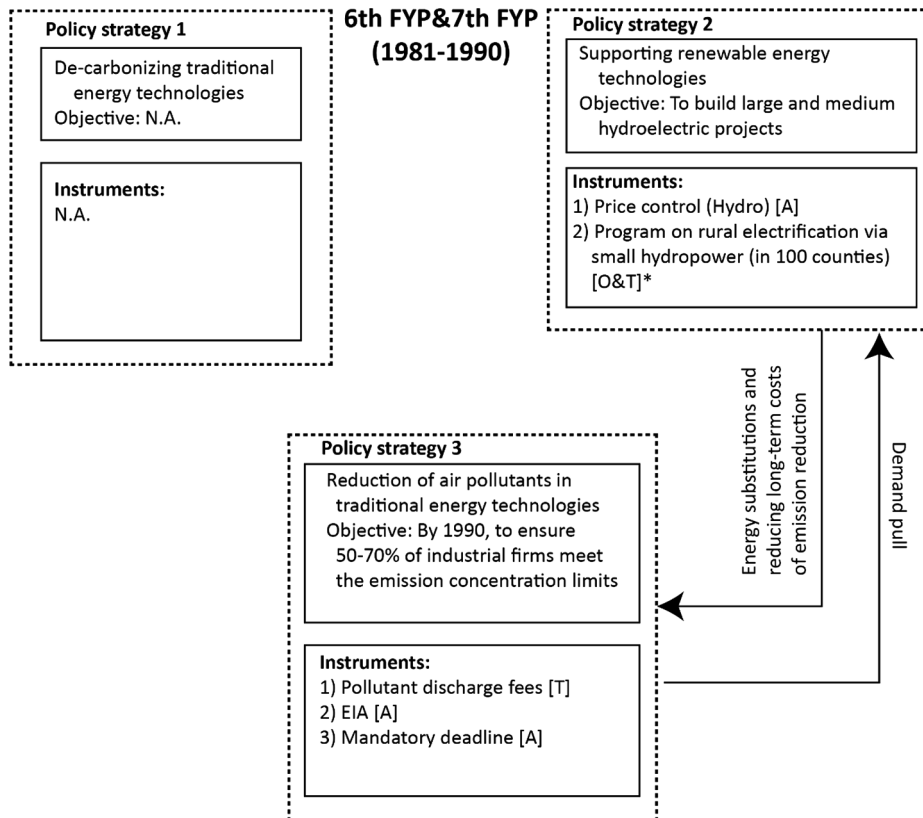 6th FYP&7th FYP
(1981-1990)
Policy strategy 1
De-carbonizing traditional
energy technologies
Objective: N.A.
Instruments:
N.A.
Policy strategy 2
Supporting renewable energy
technologies
Objective: To build large and medium
hydroelectric projects
Instruments:
1) Price control (Hydro) [A]
2) Program on rural electrification via
small hydropower (in 100 counties)
[O&T]*
Energy substitutions and
reducing long-term costs
of emission reduction
Demand pull
Policy strategy 3
Reduction of air pollutants in
traditional energy technologies
Objective: By 1990, to ensure
50-70% of industrial firms meet
the emission concentration limits
Instruments:
1) Pollutant discharge fees [T]
2) EIA [A]
3) Mandatory deadline [A]